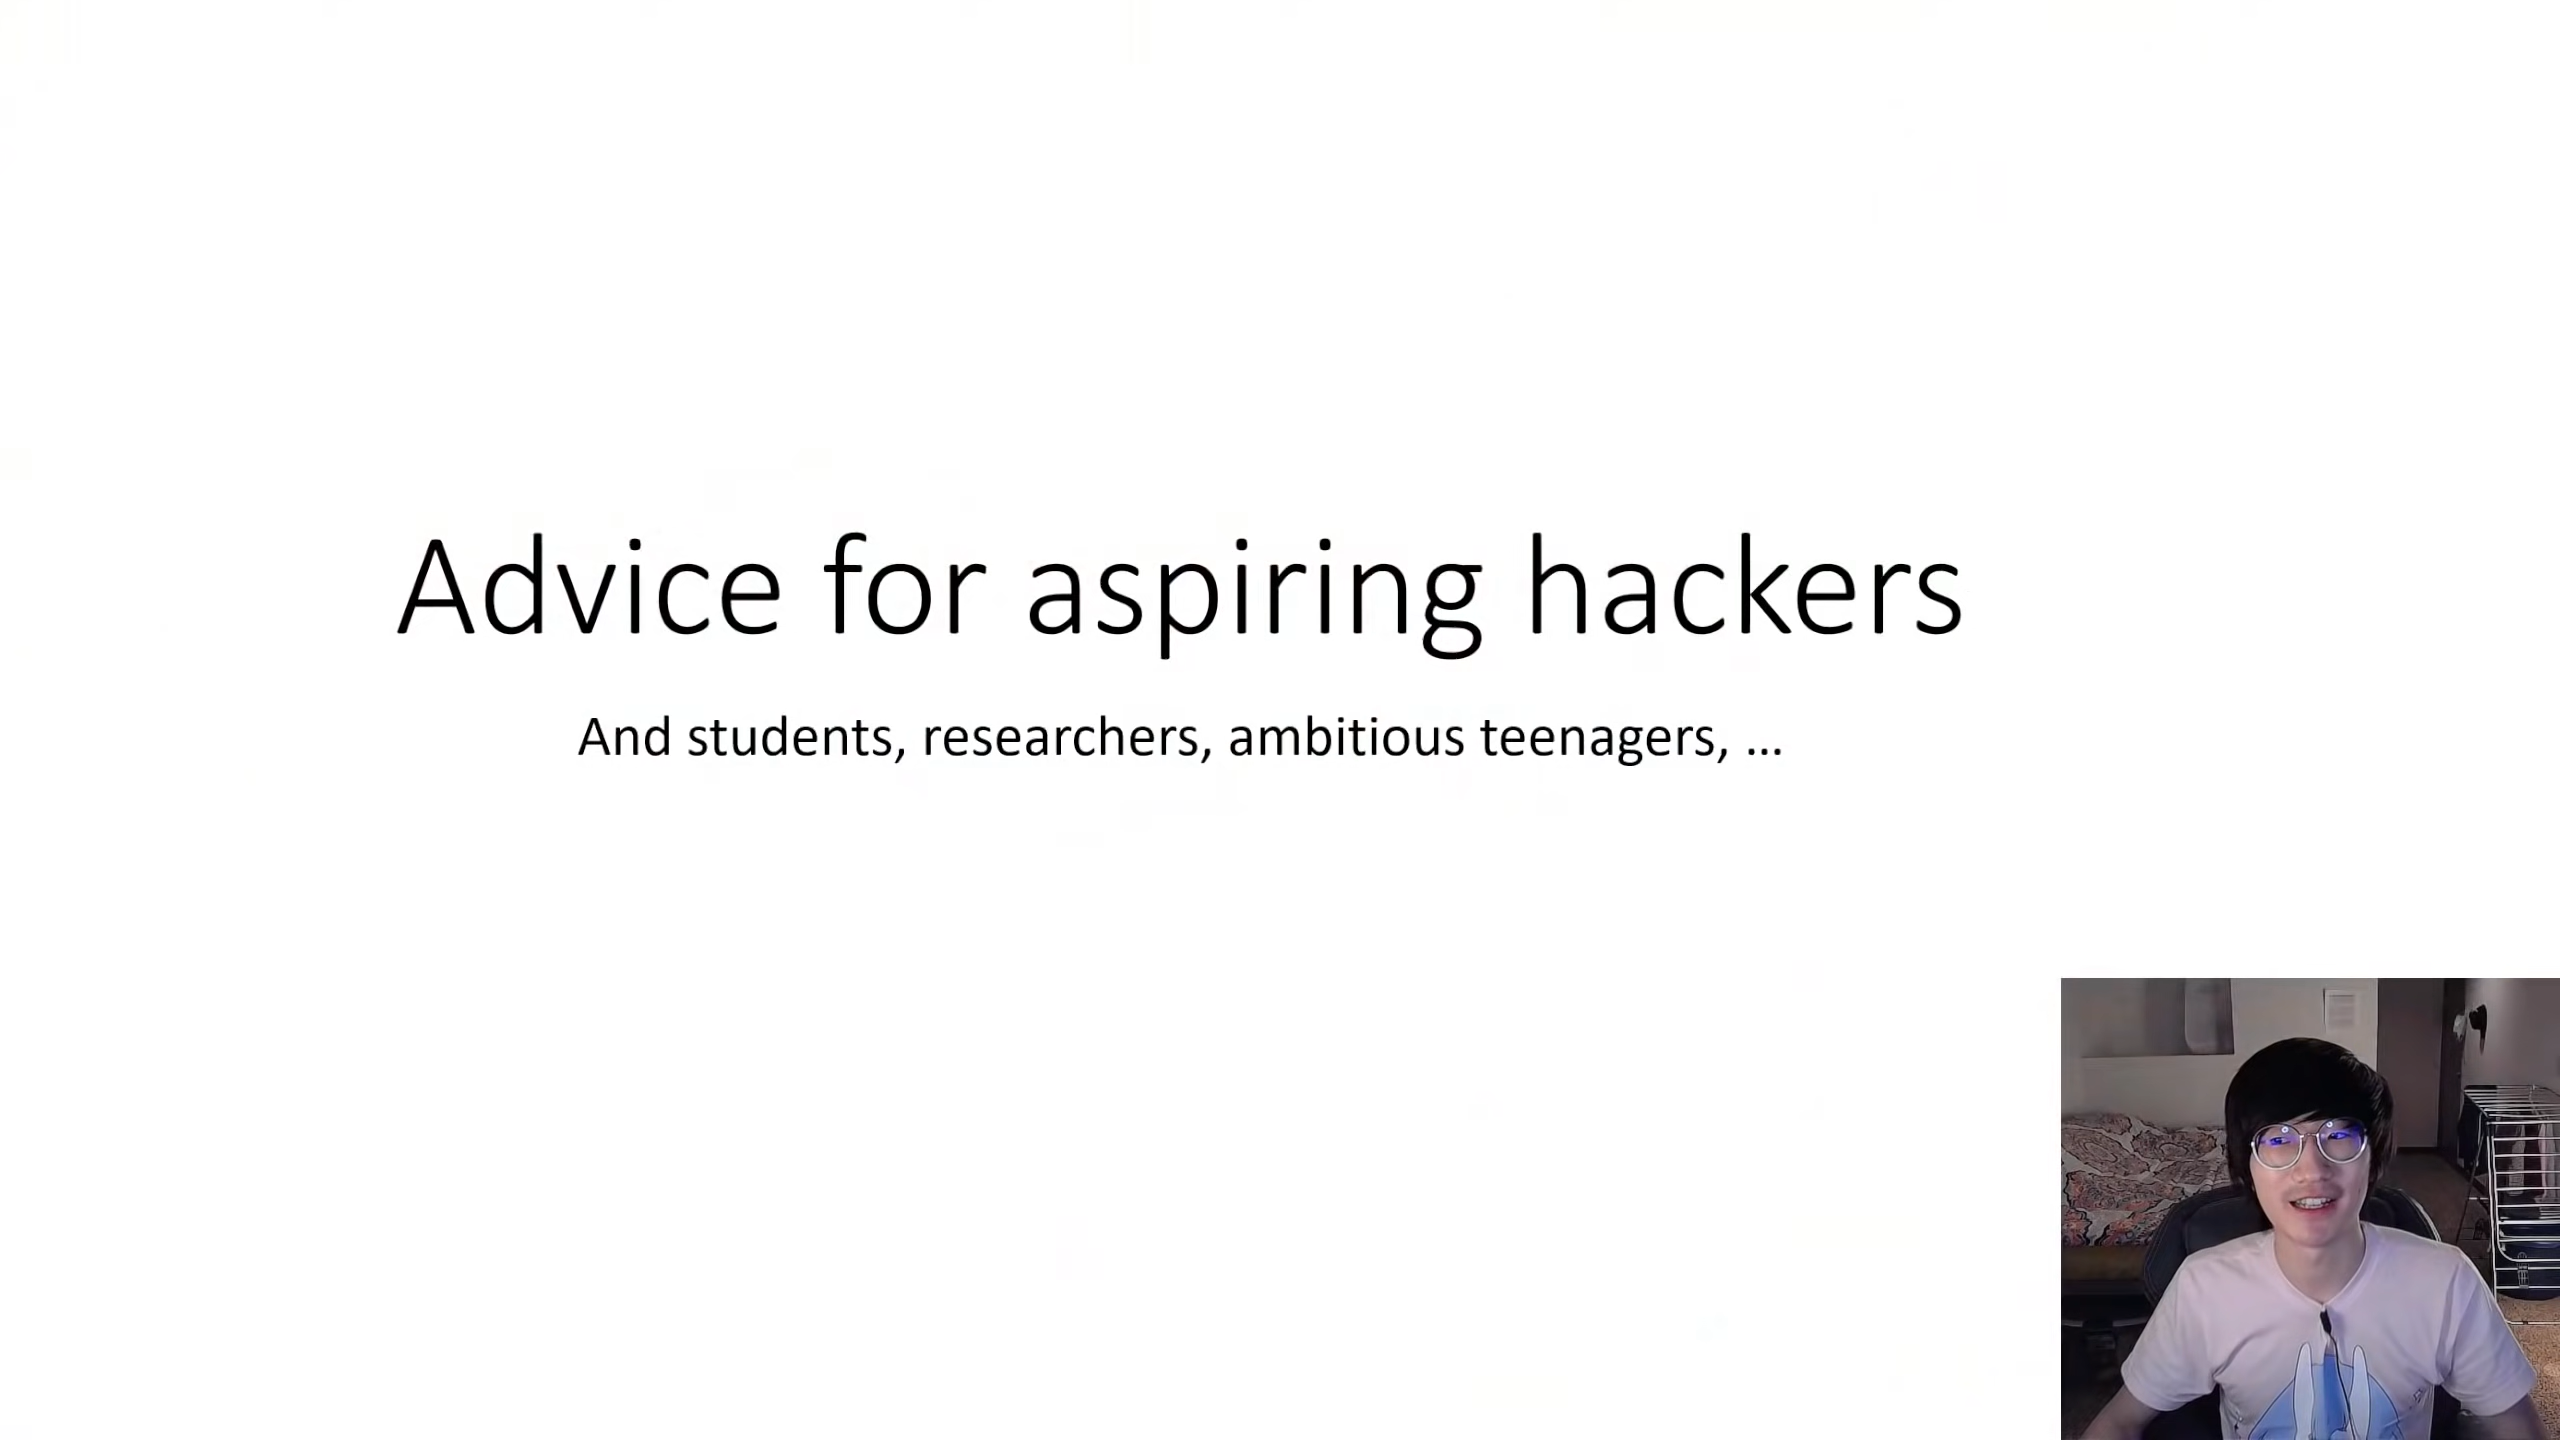 Advice for aspiring hackers
And students, researchers, ambitious teenagers, ...